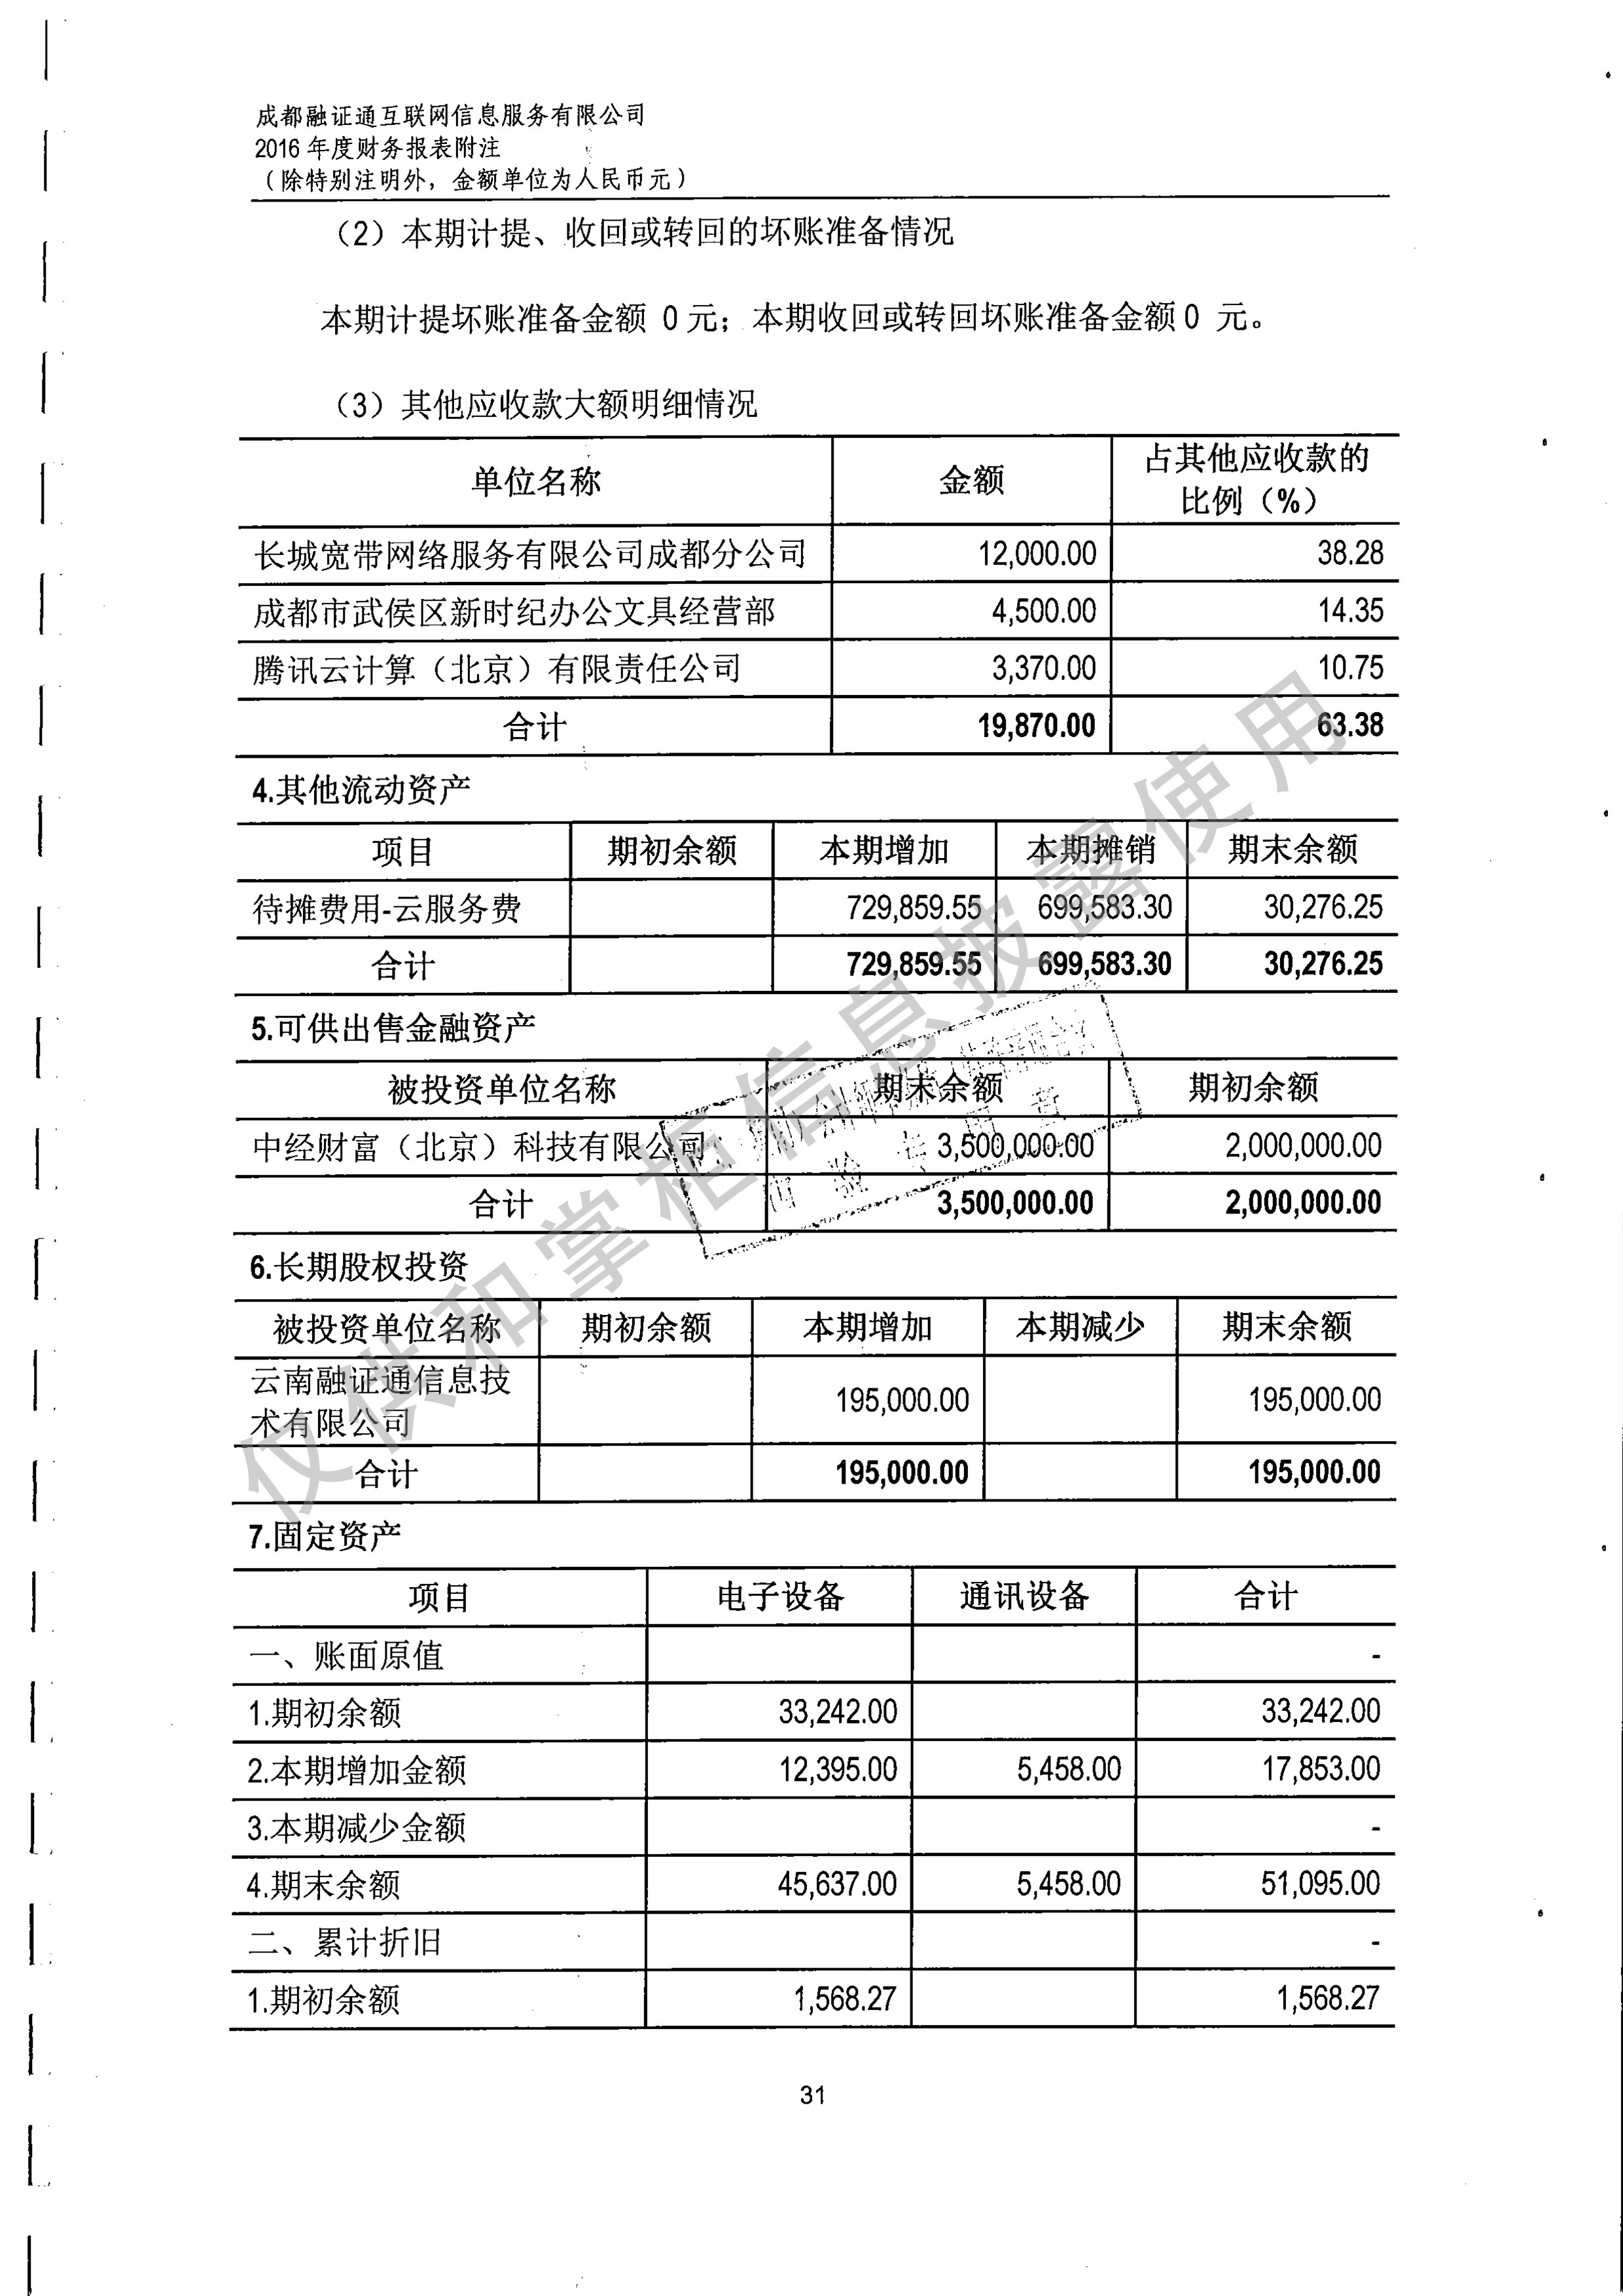 成都融证通互联网信息服务有限公司
2016 年度财务报表附注
（除特别注明外，金额单位为人民币元）
（2）本期计提、收回或转回的坏账准备情况
本期计提坏账准备金额 0 元；本期收回或转回坏账准备金额 0 元。
（3）其他应收款大额明细情况
单位名称 金额 占其他应收款的
比例（%）
长城宽带网络服务有限公司成都分公司 12,000.00 38.28
成都市武侯区新时纪办公文具经营部 4,500.00 14.35
腾讯云计算（北京）有限责任公司 3,370.00 10.75
合计 19,870.00 63.38
4.其他流动资产
项目 期初余额 本期增加 本期摊销 期末余额
待摊费用-云服务费 729,859.55 699,583.30 30,276.25
合计 729,859.55 699,583.30 30,276.25
5.可供出售金融资产
被投资单位名称 期末余额 期初余额
中经财富（北京）科技有限公司 3,500,000.00 2,000,000.00
合计 3,500,000.00 2,000,000.00
6.长期股权投资
被投资单位名称 期初余额 本期增加 本期减少 期末余额
云南融证通信息技
术有限公司 195,000.00 195,000.00
合计 195,000.00 195,000.00
7.固定资产
项目 电子设备 通讯设备 合计
一、账面原值 -
1.期初余额 33,242.00 33,242.00
2.本期增加金额 12,395.00 5,458.00 17,853.00
3.本期减少金额 -
4.期末余额 45,637.00 5,458.00 51,095.00
二、累计折旧 -
1.期初余额 1,568.27 1,568.27
31
仅供和掌柜信息披露使用